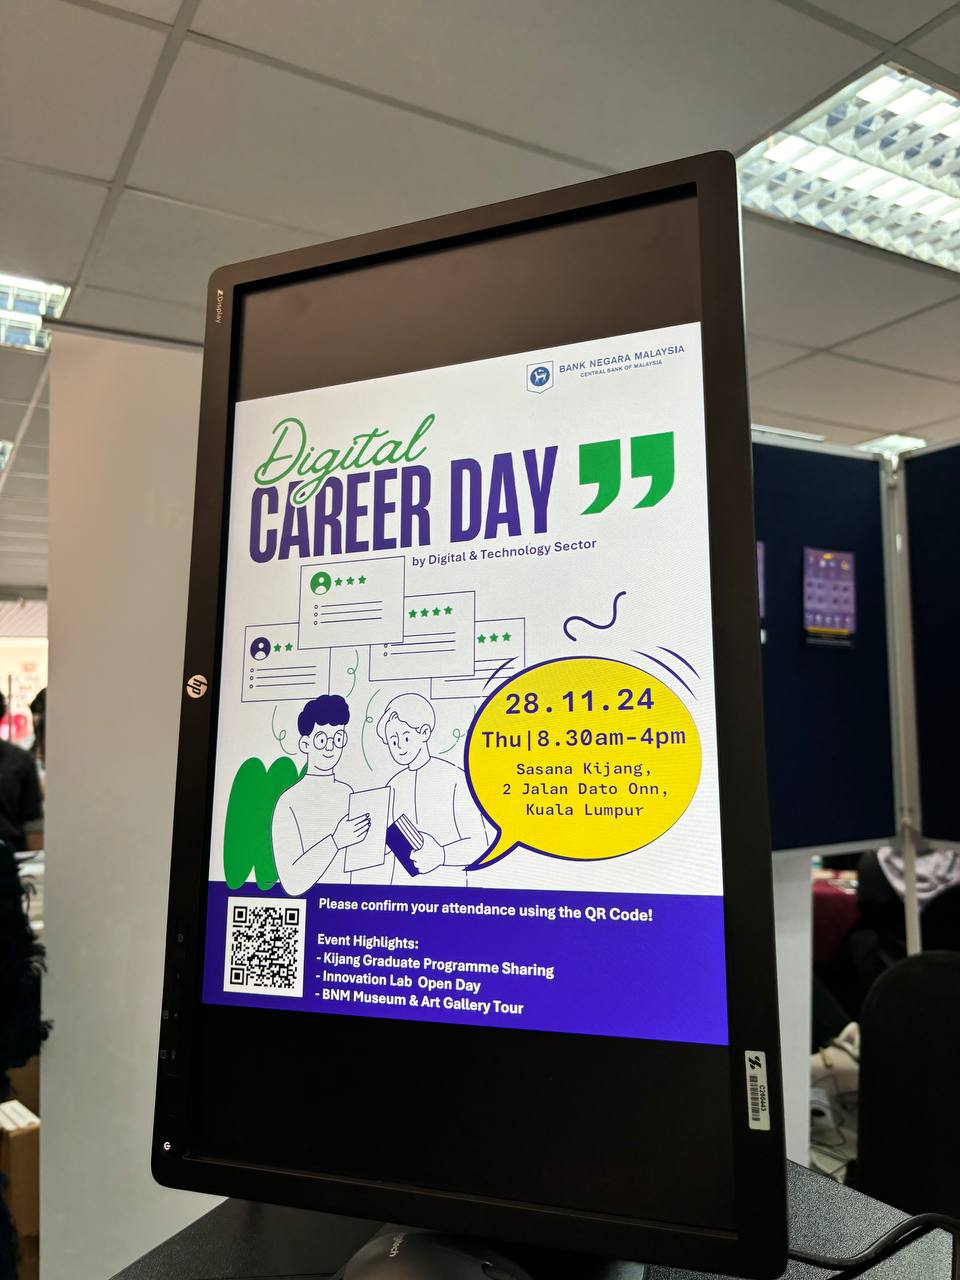 Z Display
BANK NEGARA MALAYSIA
CENTRAL BANK OF MALAYSIA
Digital
CAREER DAY
by Digital & Technology Sector
28.11.24
Thu|8.30am-4pm
Sasana Kijang,
2 Jalan Dato Onn,
Kuala Lumpur
hp
Please confirm your attendance using the QR Code!
Event Highlights:
- Kijang Graduate Programme Sharing
- Innovation Lab Open Day
- BNM Museum & Art Gallery Tour